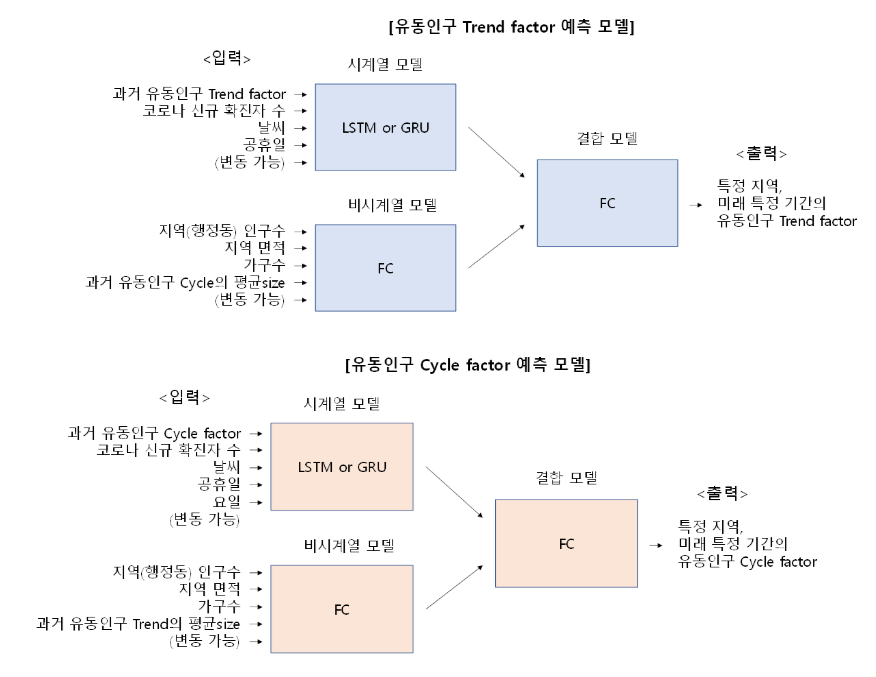 [유동인구 Trend factor 예측 모델]
<입력>
시계열 모델
과거 유동인구 Trend factor →
코로나 신규 확진자 수 →
날씨 →
공휴일 →
(변동 가능) →
LSTM or GRU
비시계열 모델
지역(행정동) 인구수 →
지역 면적 →
가구수 →
과거 유동인구 Cycle의 평균size →
(변동 가능) →
FC
결합 모델
FC
<출력>
특정 지역,
미래 특정 기간의
유동인구 Trend factor
[유동인구 Cycle factor 예측 모델]
<입력>
시계열 모델
과거 유동인구 Cycle factor →
코로나 신규 확진자 수 →
날씨 →
공휴일 →
요일 →
(변동 가능)
LSTM or GRU
비시계열 모델
지역(행정동) 인구수 →
지역 면적 →
가구수 →
과거 유동인구 Trend의 평균size →
(변동 가능) →
FC
결합 모델
FC
<출력>
특정 지역,
미래 특정 기간의
유동인구 Cycle factor